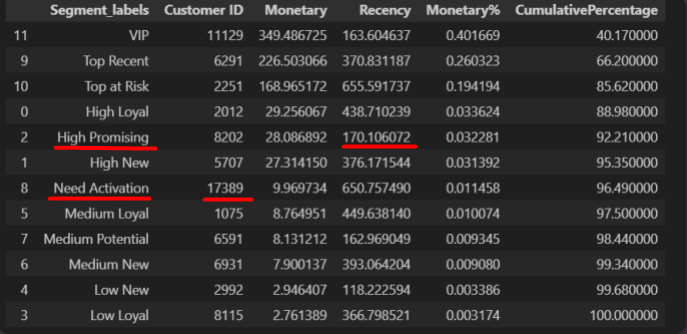 Segment_labels Customer ID Monetary Recency Monetary% CumulativePercentage
11 VIP 11129 349.486725 163.604637 0.401669 40.170000
9 Top Recent 6291 226.503066 370.831187 0.260323 66.200000
10 Top at Risk 2251 168.965172 655.591737 0.194194 85.620000
0 High Loyal 2012 29.256067 438.710239 0.033624 88.980000
2 High Promising 8202 28.086892 170.106072 0.032281 92.210000
1 High New 5707 27.314150 376.171544 0.031392 95.350000
8 Need Activation 17389 9.969734 650.757490 0.011458 96.490000
5 Medium Loyal 1075 8.764951 449.638140 0.010074 97.500000
7 Medium Potential 6591 8.131212 162.969049 0.009345 98.440000
6 Medium New 6931 7.900137 393.064204 0.009080 99.340000
4 Low New 2992 2.946407 118.222594 0.003386 99.680000
3 Low Loyal 8115 2.761389 366.798521 0.003174 100.000000